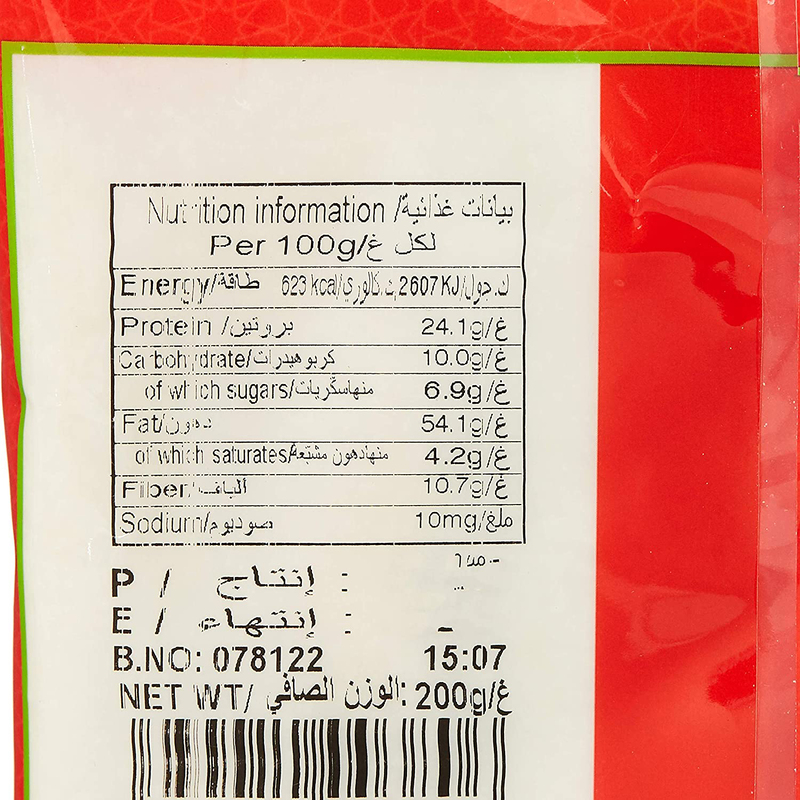 Nutrition information /بيانات غذائية
Per 100g/لكل غ
Energy/طاقة 623 kcal/ث.كالوري 2607 KJ/ك.جول
Protein /بروتين 24.1g/غ
Carbohydrate/كربوهيدرات 10.0g/غ
of which sugars/منهاسكريات 6.9g/غ
Fat/دهون 54.1g/غ
of which saturates/منهادهون مشبعة 4.2g/غ
Fiber/ألياف 10.7g/غ
Sodium/صوديوم 10mg/ملغ
P / إنتاج :
E / إنتهاء :
B.NO: 078122 15:07
NET WT/ الوزن الصافي: 200g/غ